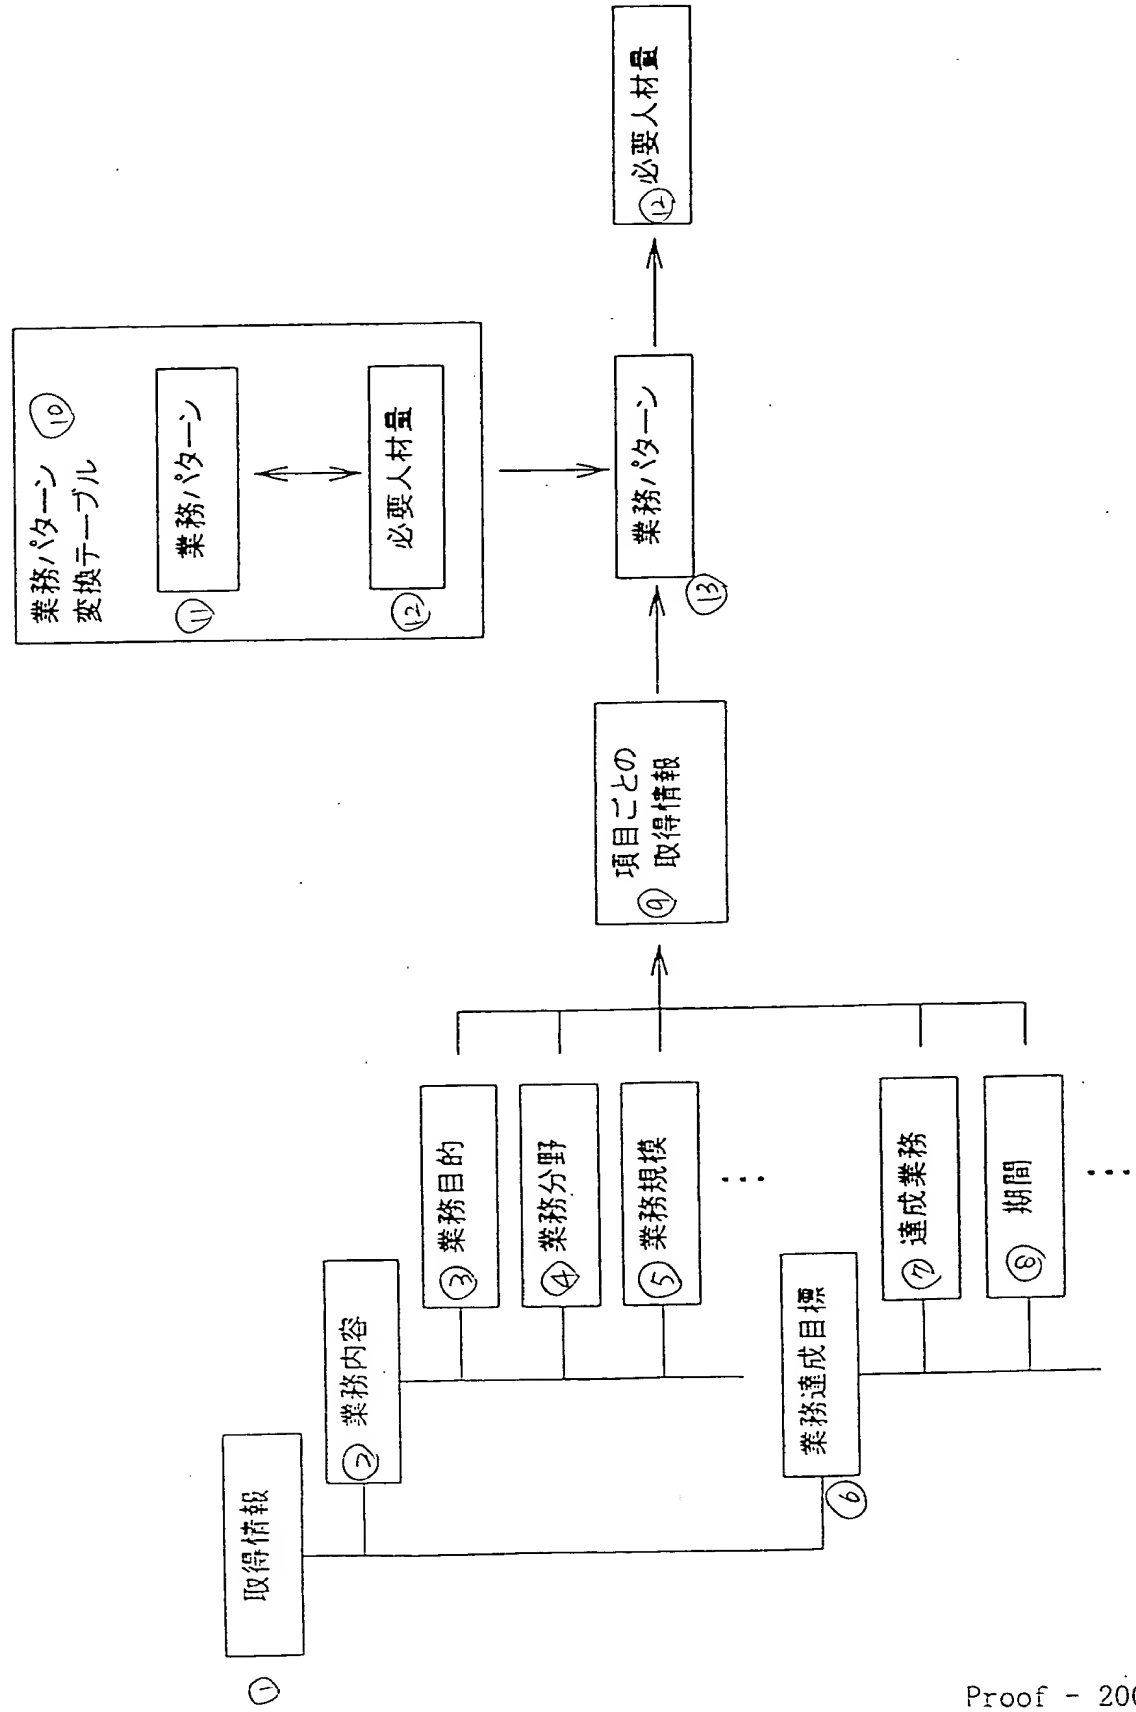 ① 取得情報
② 業務内容
③ 業務目的
④ 業務分野
⑤ 業務規模
⋯
⑥ 業務達成目標
⑦ 達成業務
⑧ 期間
⋯
⑨ 項目ごとの
取得情報
業務パターン ⑩
変換テーブル
⑪ 業務パターン
⑫ 必要人材量
⑬ 業務パターン
⑫ 必要人材量
Proof - 200